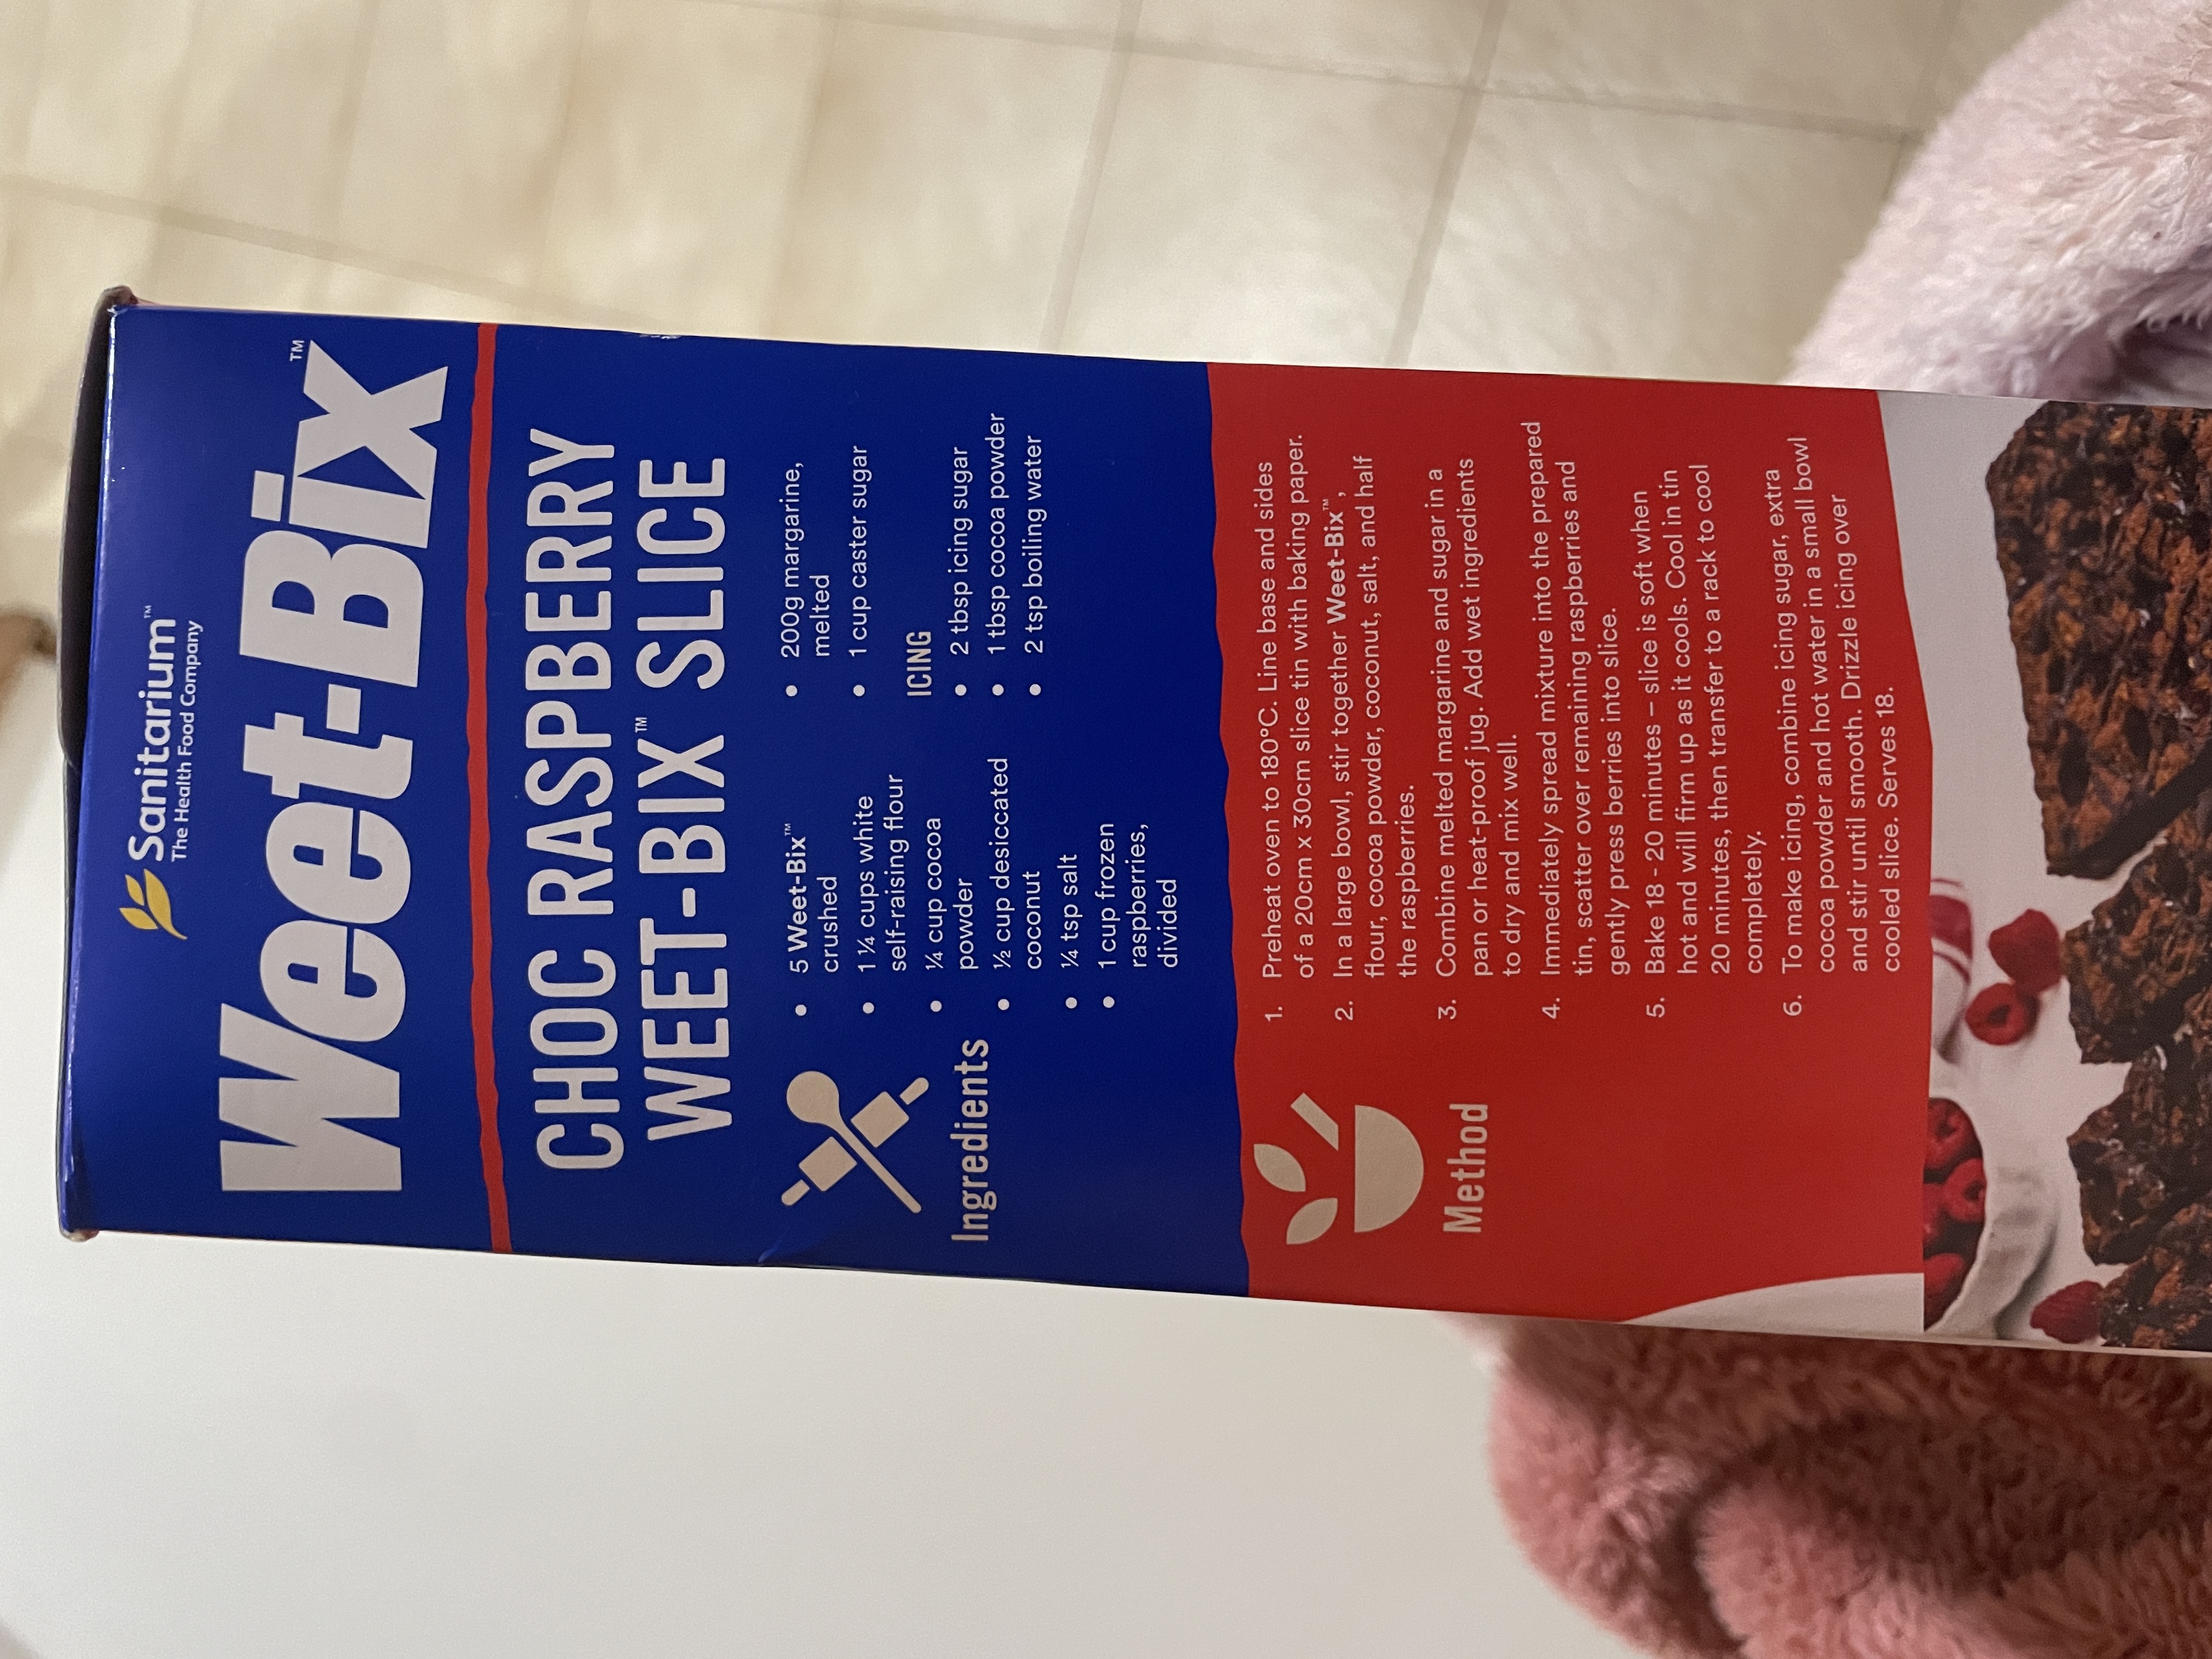 Sanitarium™
The Health Food Company
Weet-Bix™
CHOC RASPBERRY
WEET-BIX™ SLICE
Ingredients
• 5 Weet-Bix™
crushed
• 1 ¼ cups white
self-raising flour
• ¼ cup cocoa
powder
• ½ cup desiccated
coconut
• ¼ tsp salt
• 1 cup frozen
raspberries,
divided
• 200g margarine,
melted
• 1 cup caster sugar
ICING
• 2 tbsp icing sugar
• 1 tbsp cocoa powder
• 2 tsp boiling water
Method
1. Preheat oven to 180°C. Line base and sides
of a 20cm x 30cm slice tin with baking paper.
2. In a large bowl, stir together Weet-Bix™,
flour, cocoa powder, coconut, salt, and half
the raspberries.
3. Combine melted margarine and sugar in a
pan or heat-proof jug. Add wet ingredients
to dry and mix well.
4. Immediately spread mixture into the prepared
tin, scatter over remaining raspberries and
gently press berries into slice.
5. Bake 18 - 20 minutes – slice is soft when
hot and will firm up as it cools. Cool in tin
20 minutes, then transfer to a rack to cool
completely.
6. To make icing, combine icing sugar, extra
cocoa powder and hot water in a small bowl
and stir until smooth. Drizzle icing over
cooled slice. Serves 18.